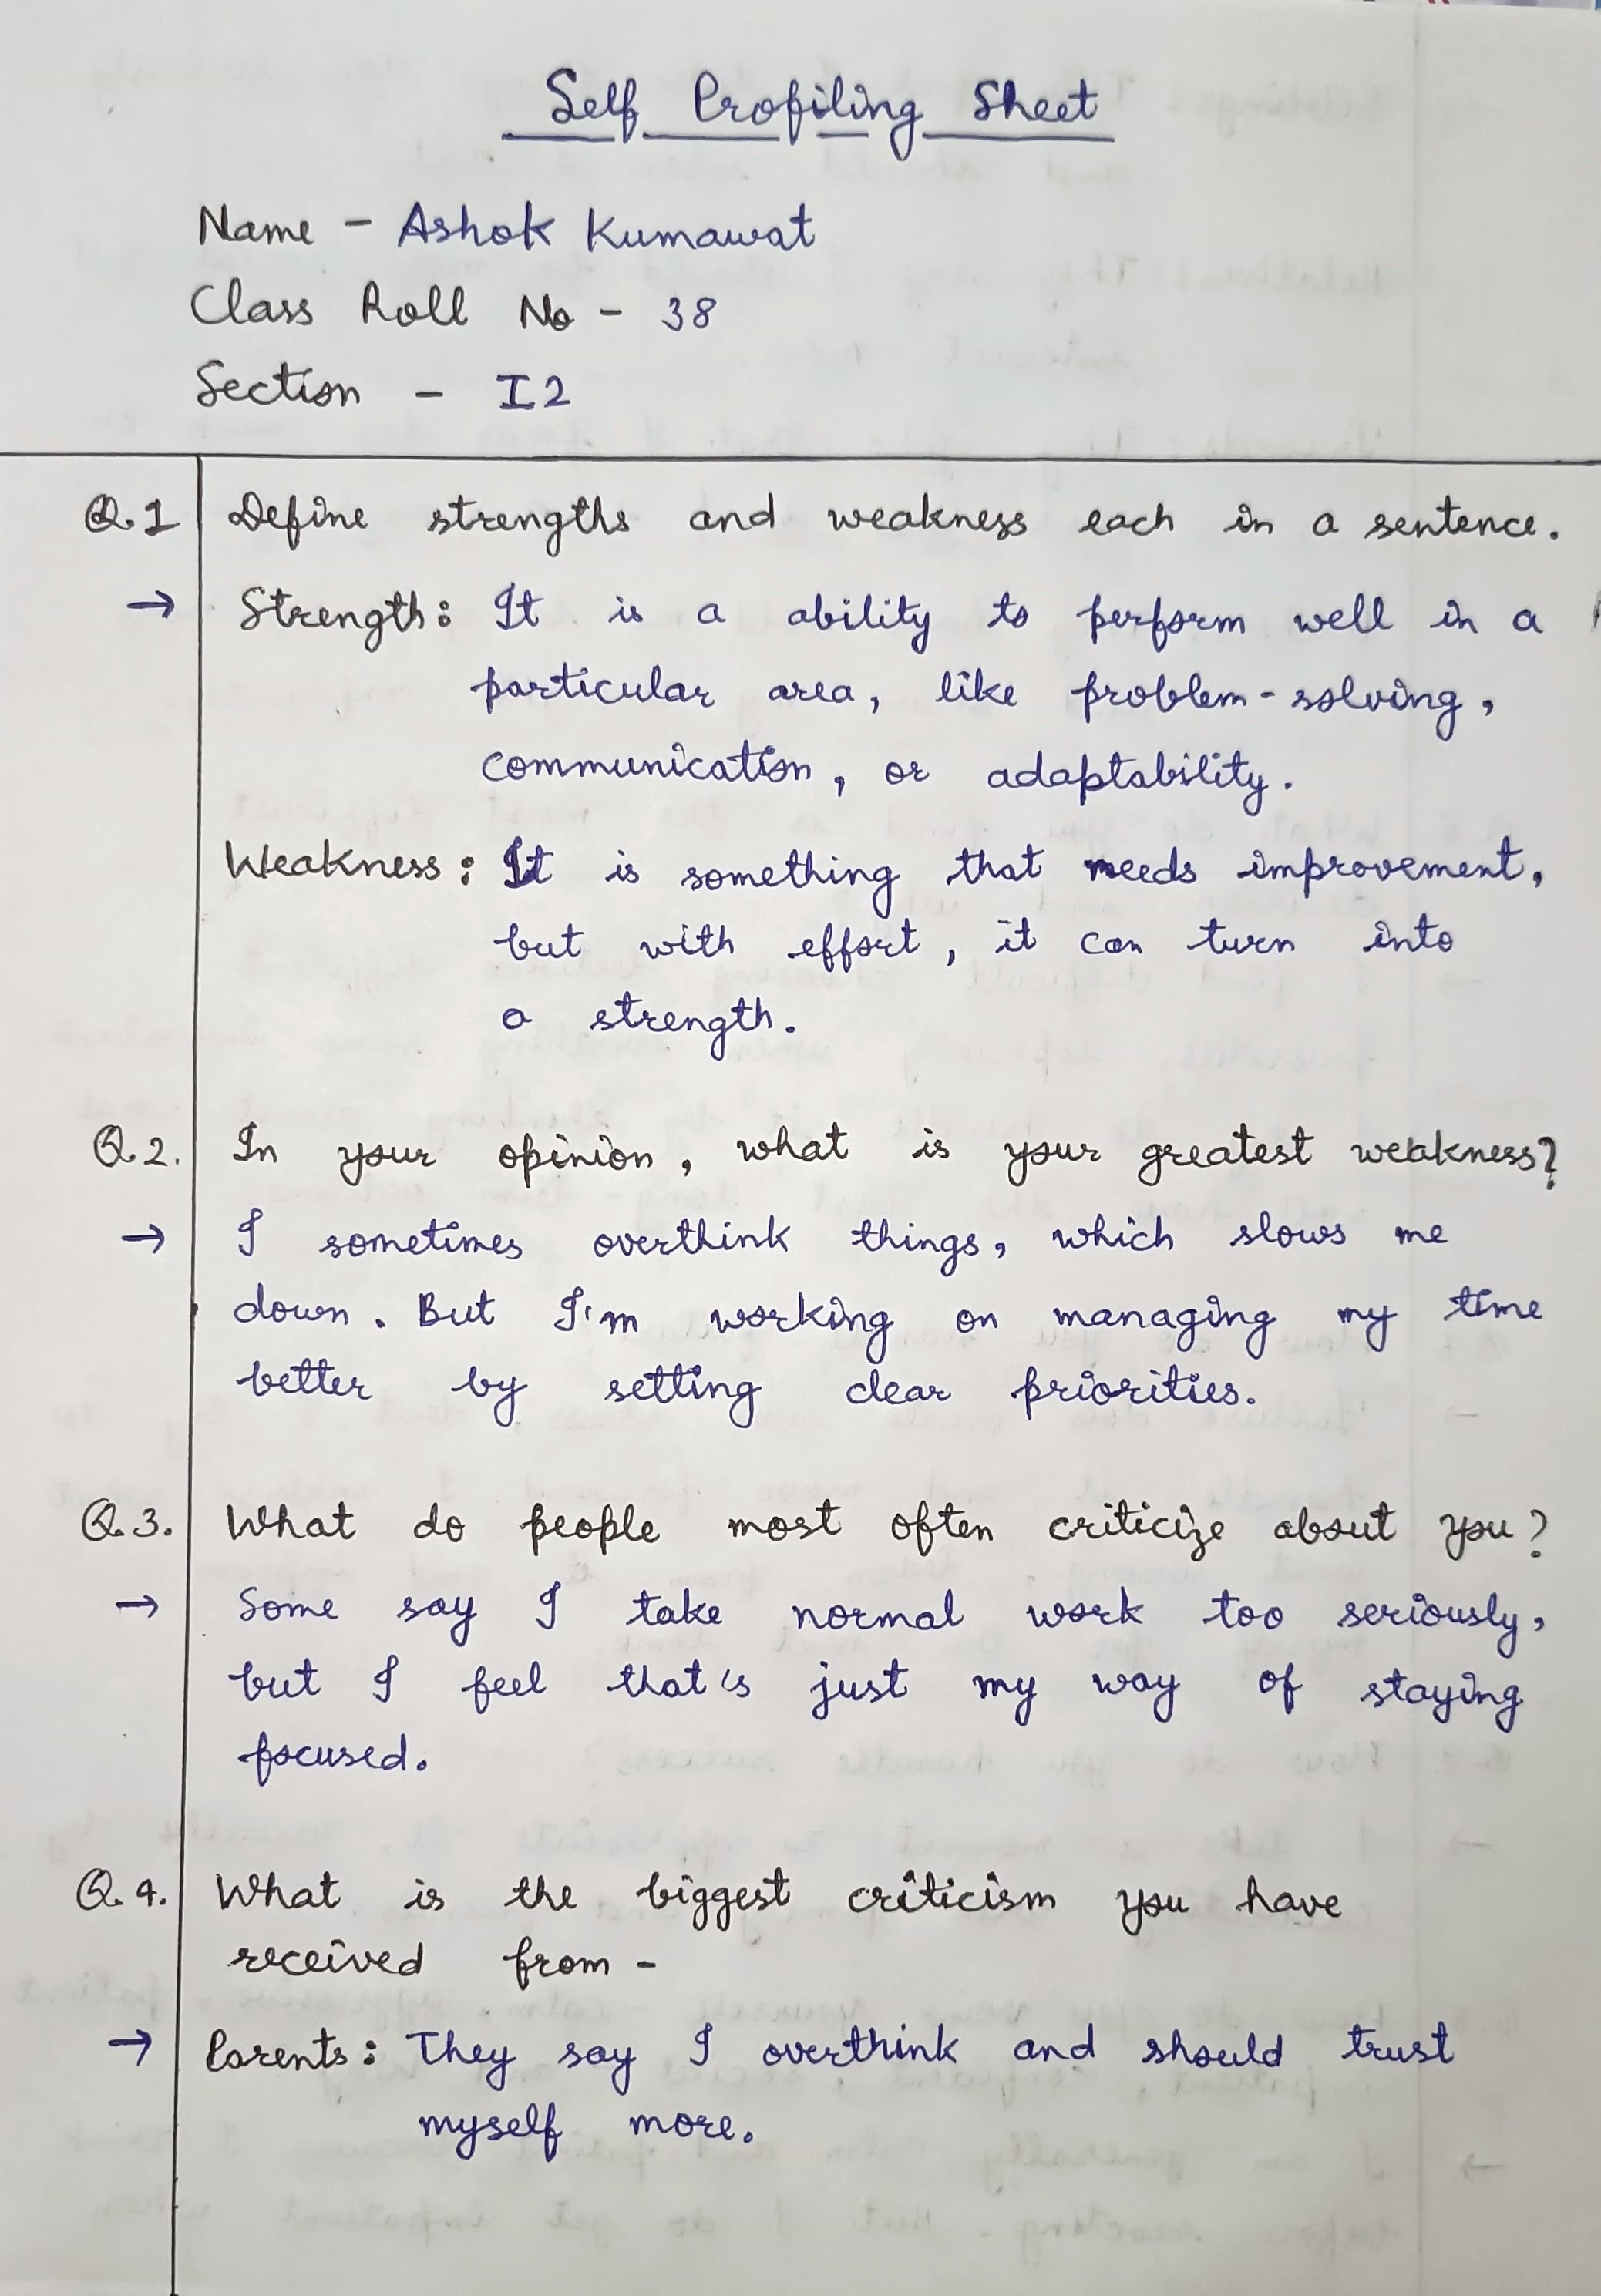 Self Profiling Sheet
Name - Ashok Kumawat
Class Roll No - 38
Section - I2
Q.1 Define strengths and weakness each in a sentence.
→ Strength: It is a ability to perform well in a
particular area, like problem-solving,
communication, or adaptability.
Weakness: It is something that needs improvement,
but with effort, it can turn into
a strength.
Q.2. In your opinion, what is your greatest weakness?
→ I sometimes overthink things, which slows me
down. But I'm working on managing my time
better by setting clear priorities.
Q.3. What do people most often criticize about you?
→ Some say I take normal work too seriously,
but I feel that's just my way of staying
focused.
Q.4. What is the biggest criticism you have
received from -
→ Parents: They say I overthink and should trust
myself more.